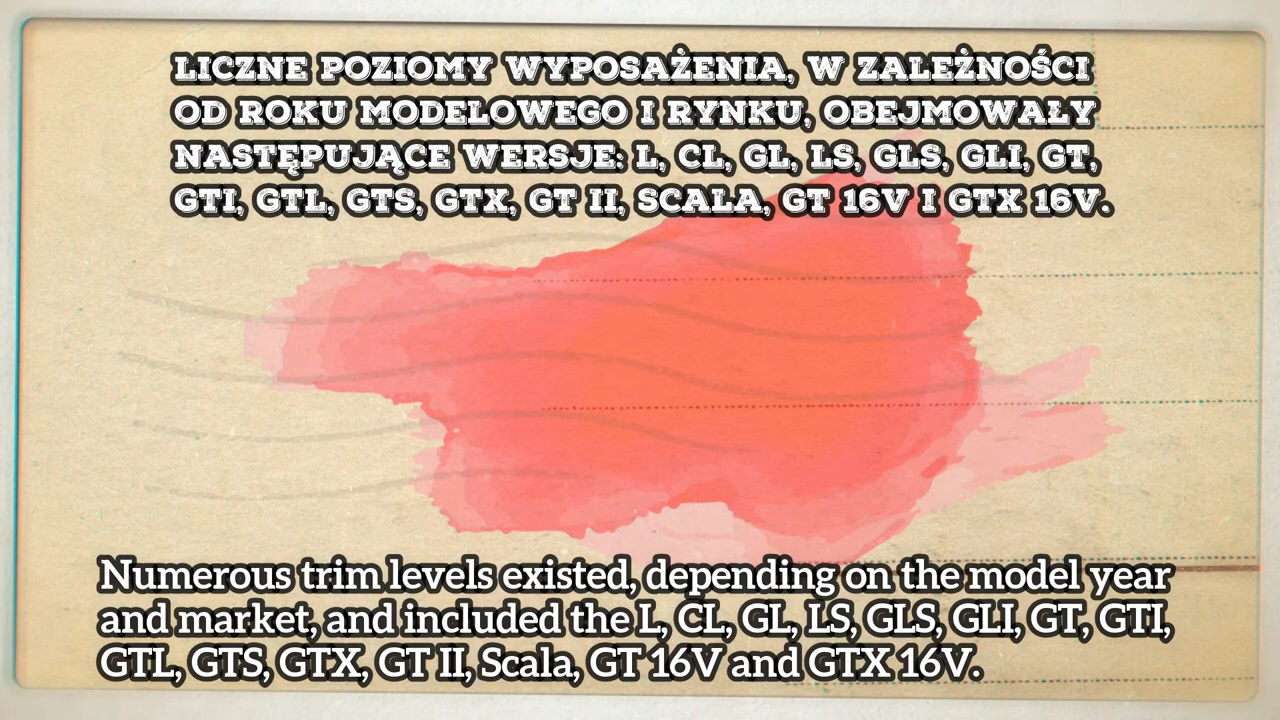 LICZNE POZIOMY WYPOSAŻENIA, W ZALEŻNOŚCI
OD ROKU MODELOWEGO I RYNKU, OBEJMOWAŁY
NASTĘPUJĄCE WERSJE: L, CL, GL, LS, GLS, GLI, GT,
GTI, GTL, GTS, GTX, GT II, SCALA, GT 16V I GTX 16V.
Numerous trim levels existed, depending on the model year
and market, and included the L, CL, GL, LS, GLS, GLI, GT, GTI,
GTL, GTS, GTX, GT II, Scala, GT 16V and GTX 16V.